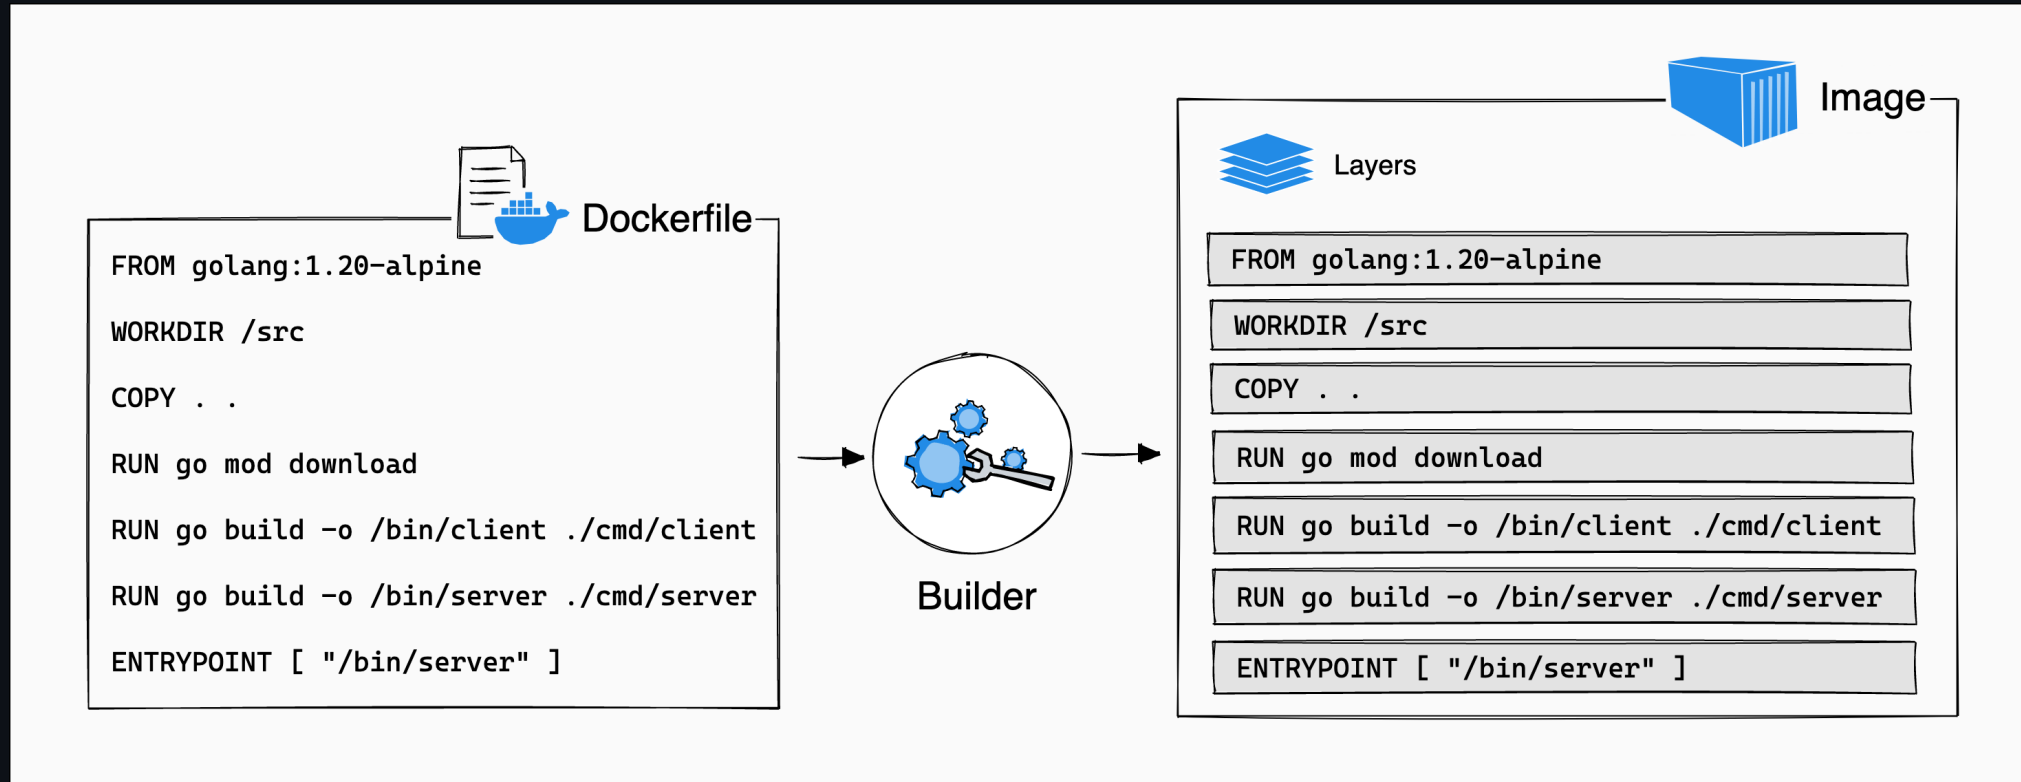 Dockerfile
FROM golang:1.20-alpine
WORKDIR /src
COPY . .
RUN go mod download
RUN go build -o /bin/client ./cmd/client
RUN go build -o /bin/server ./cmd/server
ENTRYPOINT [ "/bin/server" ]
Builder
Image
Layers
FROM golang:1.20-alpine
WORKDIR /src
COPY . .
RUN go mod download
RUN go build -o /bin/client ./cmd/client
RUN go build -o /bin/server ./cmd/server
ENTRYPOINT [ "/bin/server" ]